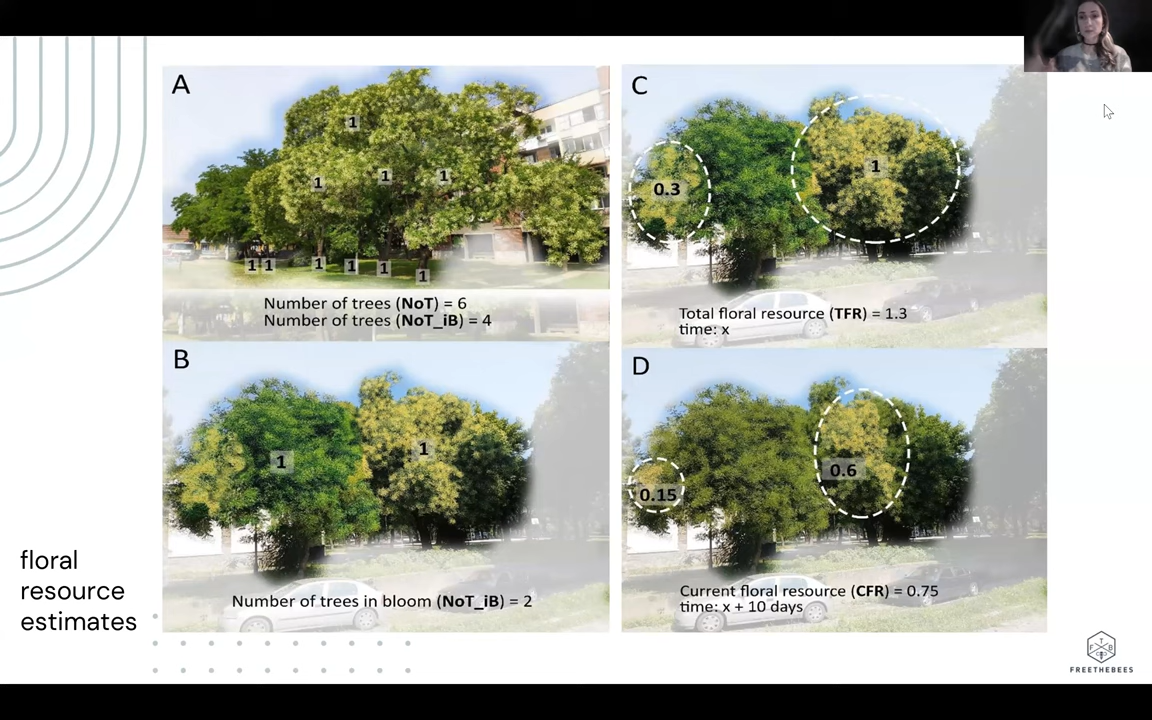 A
1
1
1
1
1
1
1
1
1
1
Number of trees (NoT) = 6
Number of trees (NoT_iB) = 4
B
1
1
Number of trees in bloom (NoT_iB) = 2
C
0.3
1
Total floral resource (TFR) = 1.3
time: x
D
0.6
0.15
Current floral resource (CFR) = 0.75
time: x + 10 days
floral
resource
estimates
F T B
FREETHEBEES